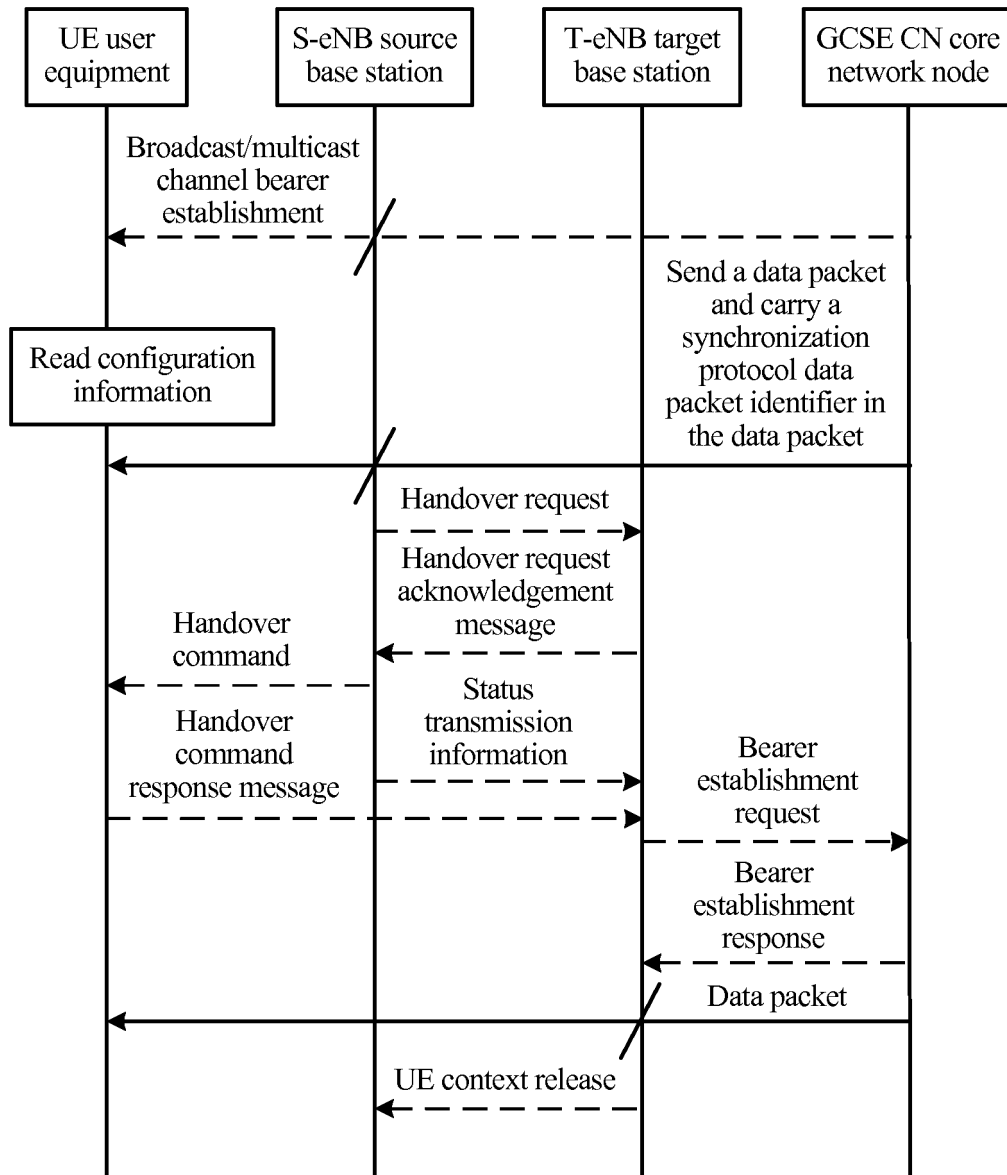 UE user
equipment
S-eNB source
base station
T-eNB target
base station
GCSE CN core
network node
Broadcast/multicast
channel bearer
establishment
Send a data packet
and carry a
synchronization
protocol data
packet identifier in
the data packet
Read configuration
information
Handover request
Handover request
acknowledgement
message
Handover
command
Status
transmission
information
Handover
command
response message
Bearer
establishment
request
Bearer
establishment
response
Data packet
UE context release